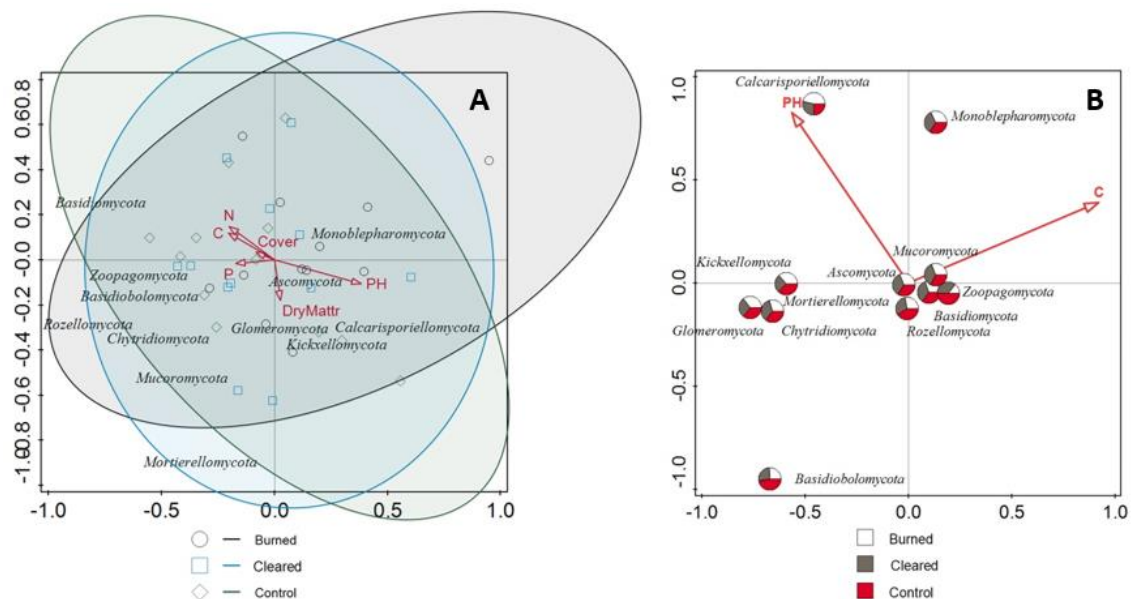 A
0.60.8
0.4
0.2
-0.0
-0.2
-0.4
-0.6
-1.00.8
-1.0
-0.5
0.0
0.5
1.0
Basidiomycota
N
C
Cover
Monoblepharomycota
P
Zoopagomycota
Ascomycota
PH
Basidiobolomycota
DryMattr
Rozellomycota
Chytridiomycota
Glomeromycota
Calcarisporiellomycota
Kickxellomycota
Mucoromycota
Mortierellomycota
Burned
Cleared
Control
B
1.0
0.5
0.0
-0.5
-1.0
-1.0
-0.5
0.0
0.5
1.0
Calcarisporiellomycota
PH
Monoblepharomycota
C
Mucoromycota
Kickxellomycota
Ascomycota
Zoopagomycota
Mortierellomycota
Basidiomycota
Glomeromycota
Chytridiomycota
Rozellomycota
Basidiobolomycota
Burned
Cleared
Control